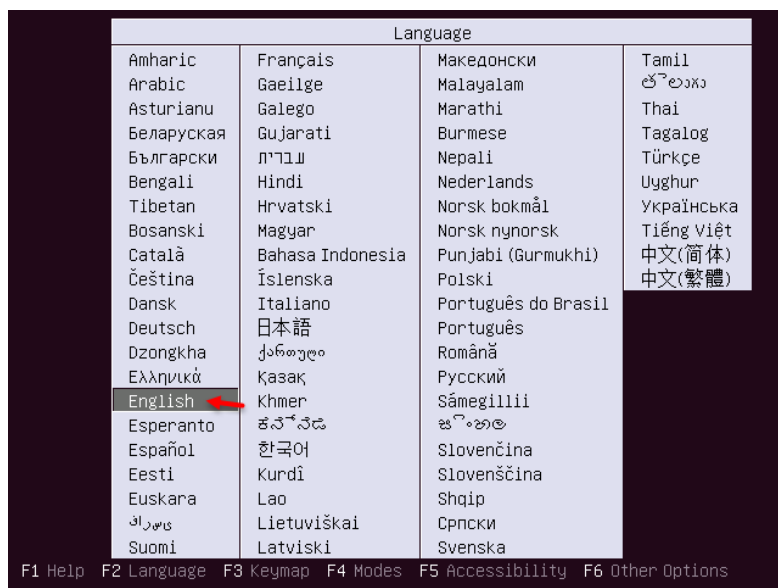 Language
Amharic
Arabic
Asturianu
Беларуская
Български
Bengali
Tibetan
Bosanski
Català
Čeština
Dansk
Deutsch
Dzongkha
Ελληνικά
English
Esperanto
Español
Eesti
Euskara
Suomi
Français
Gaeilge
Galego
Gujarati
עברית
Hindi
Hrvatski
Magyar
Bahasa Indonesia
Íslenska
Italiano
日本語
ქართული
Қазақ
Khmer
한국어
Kurdî
Lao
Lietuviškai
Latviski
Македонски
Malayalam
Marathi
Burmese
Nepali
Nederlands
Norsk bokmål
Norsk nynorsk
Punjabi (Gurmukhi)
Polski
Português do Brasil
Português
Română
Русский
Sámegillii
Slovenčina
Slovenščina
Shqip
Српски
Svenska
Tamil
Thai
Tagalog
Türkçe
Uyghur
Українська
Tiếng Việt
中文(简体)
中文(繁體)
F1 Help F2 Language F3 Keymap F4 Modes F5 Accessibility F6 Other Options